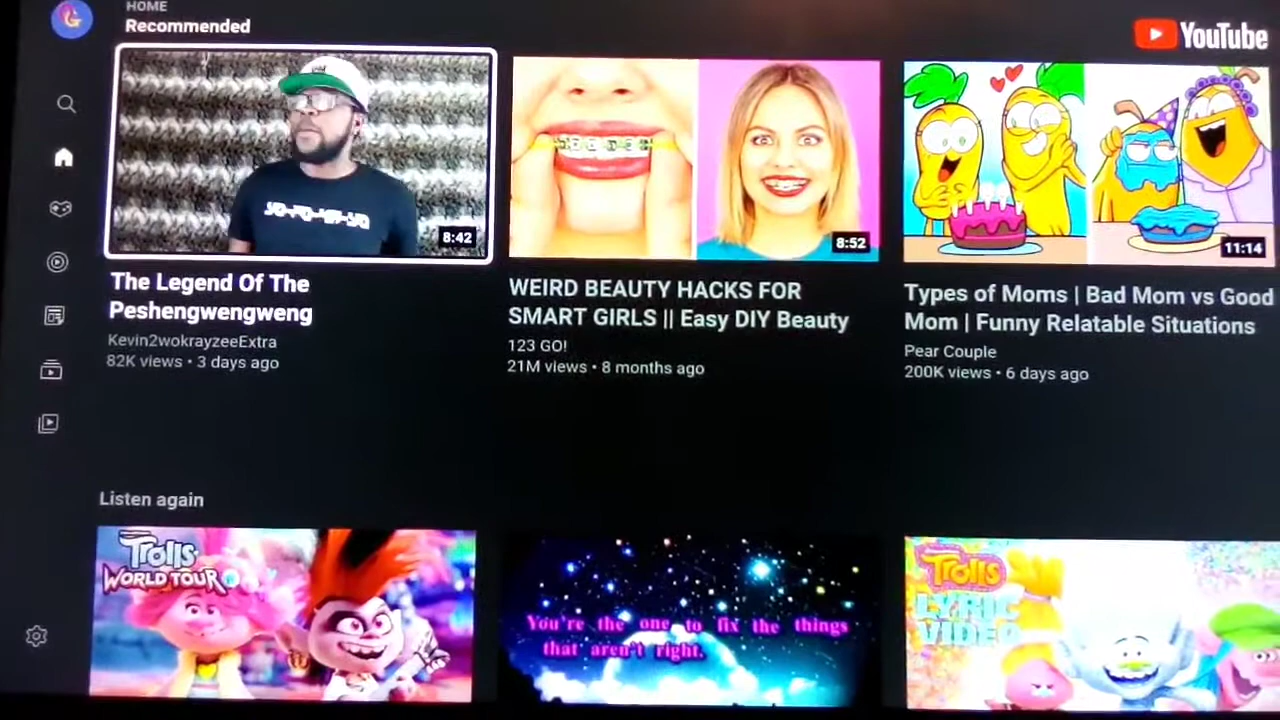 HOME
Recommended
YouTube
8:42
8:52
11:14
The Legend Of The
Peshengwengweng
Kevin2wokrayzeeExtra
82K views • 3 days ago
WEIRD BEAUTY HACKS FOR
SMART GIRLS || Easy DIY Beauty
123 GO!
21M views • 8 months ago
Types of Moms | Bad Mom vs Good
Mom | Funny Relatable Situations
Pear Couple
200K views • 6 days ago
Listen again
TROLLS
WORLD TOUR
You're the one to fix the things
that aren't right.
TROLLS
LYRIC
VIDEO